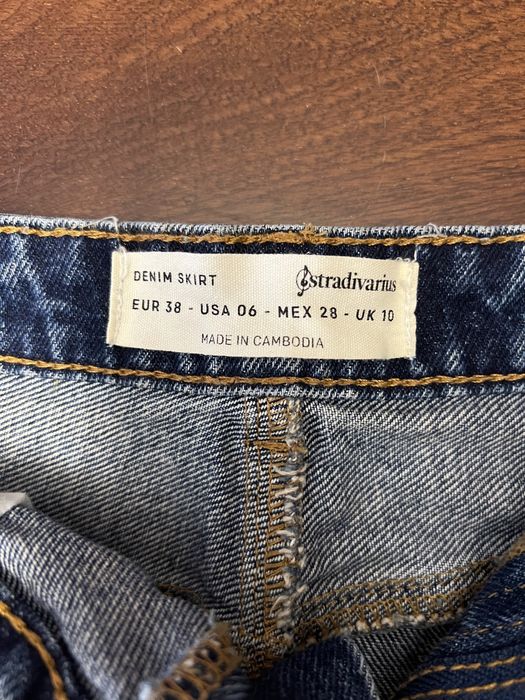 DENIM SKIRT stradivarius
EUR 38 - USA 06 - MEX 28 - UK 10
MADE IN CAMBODIA